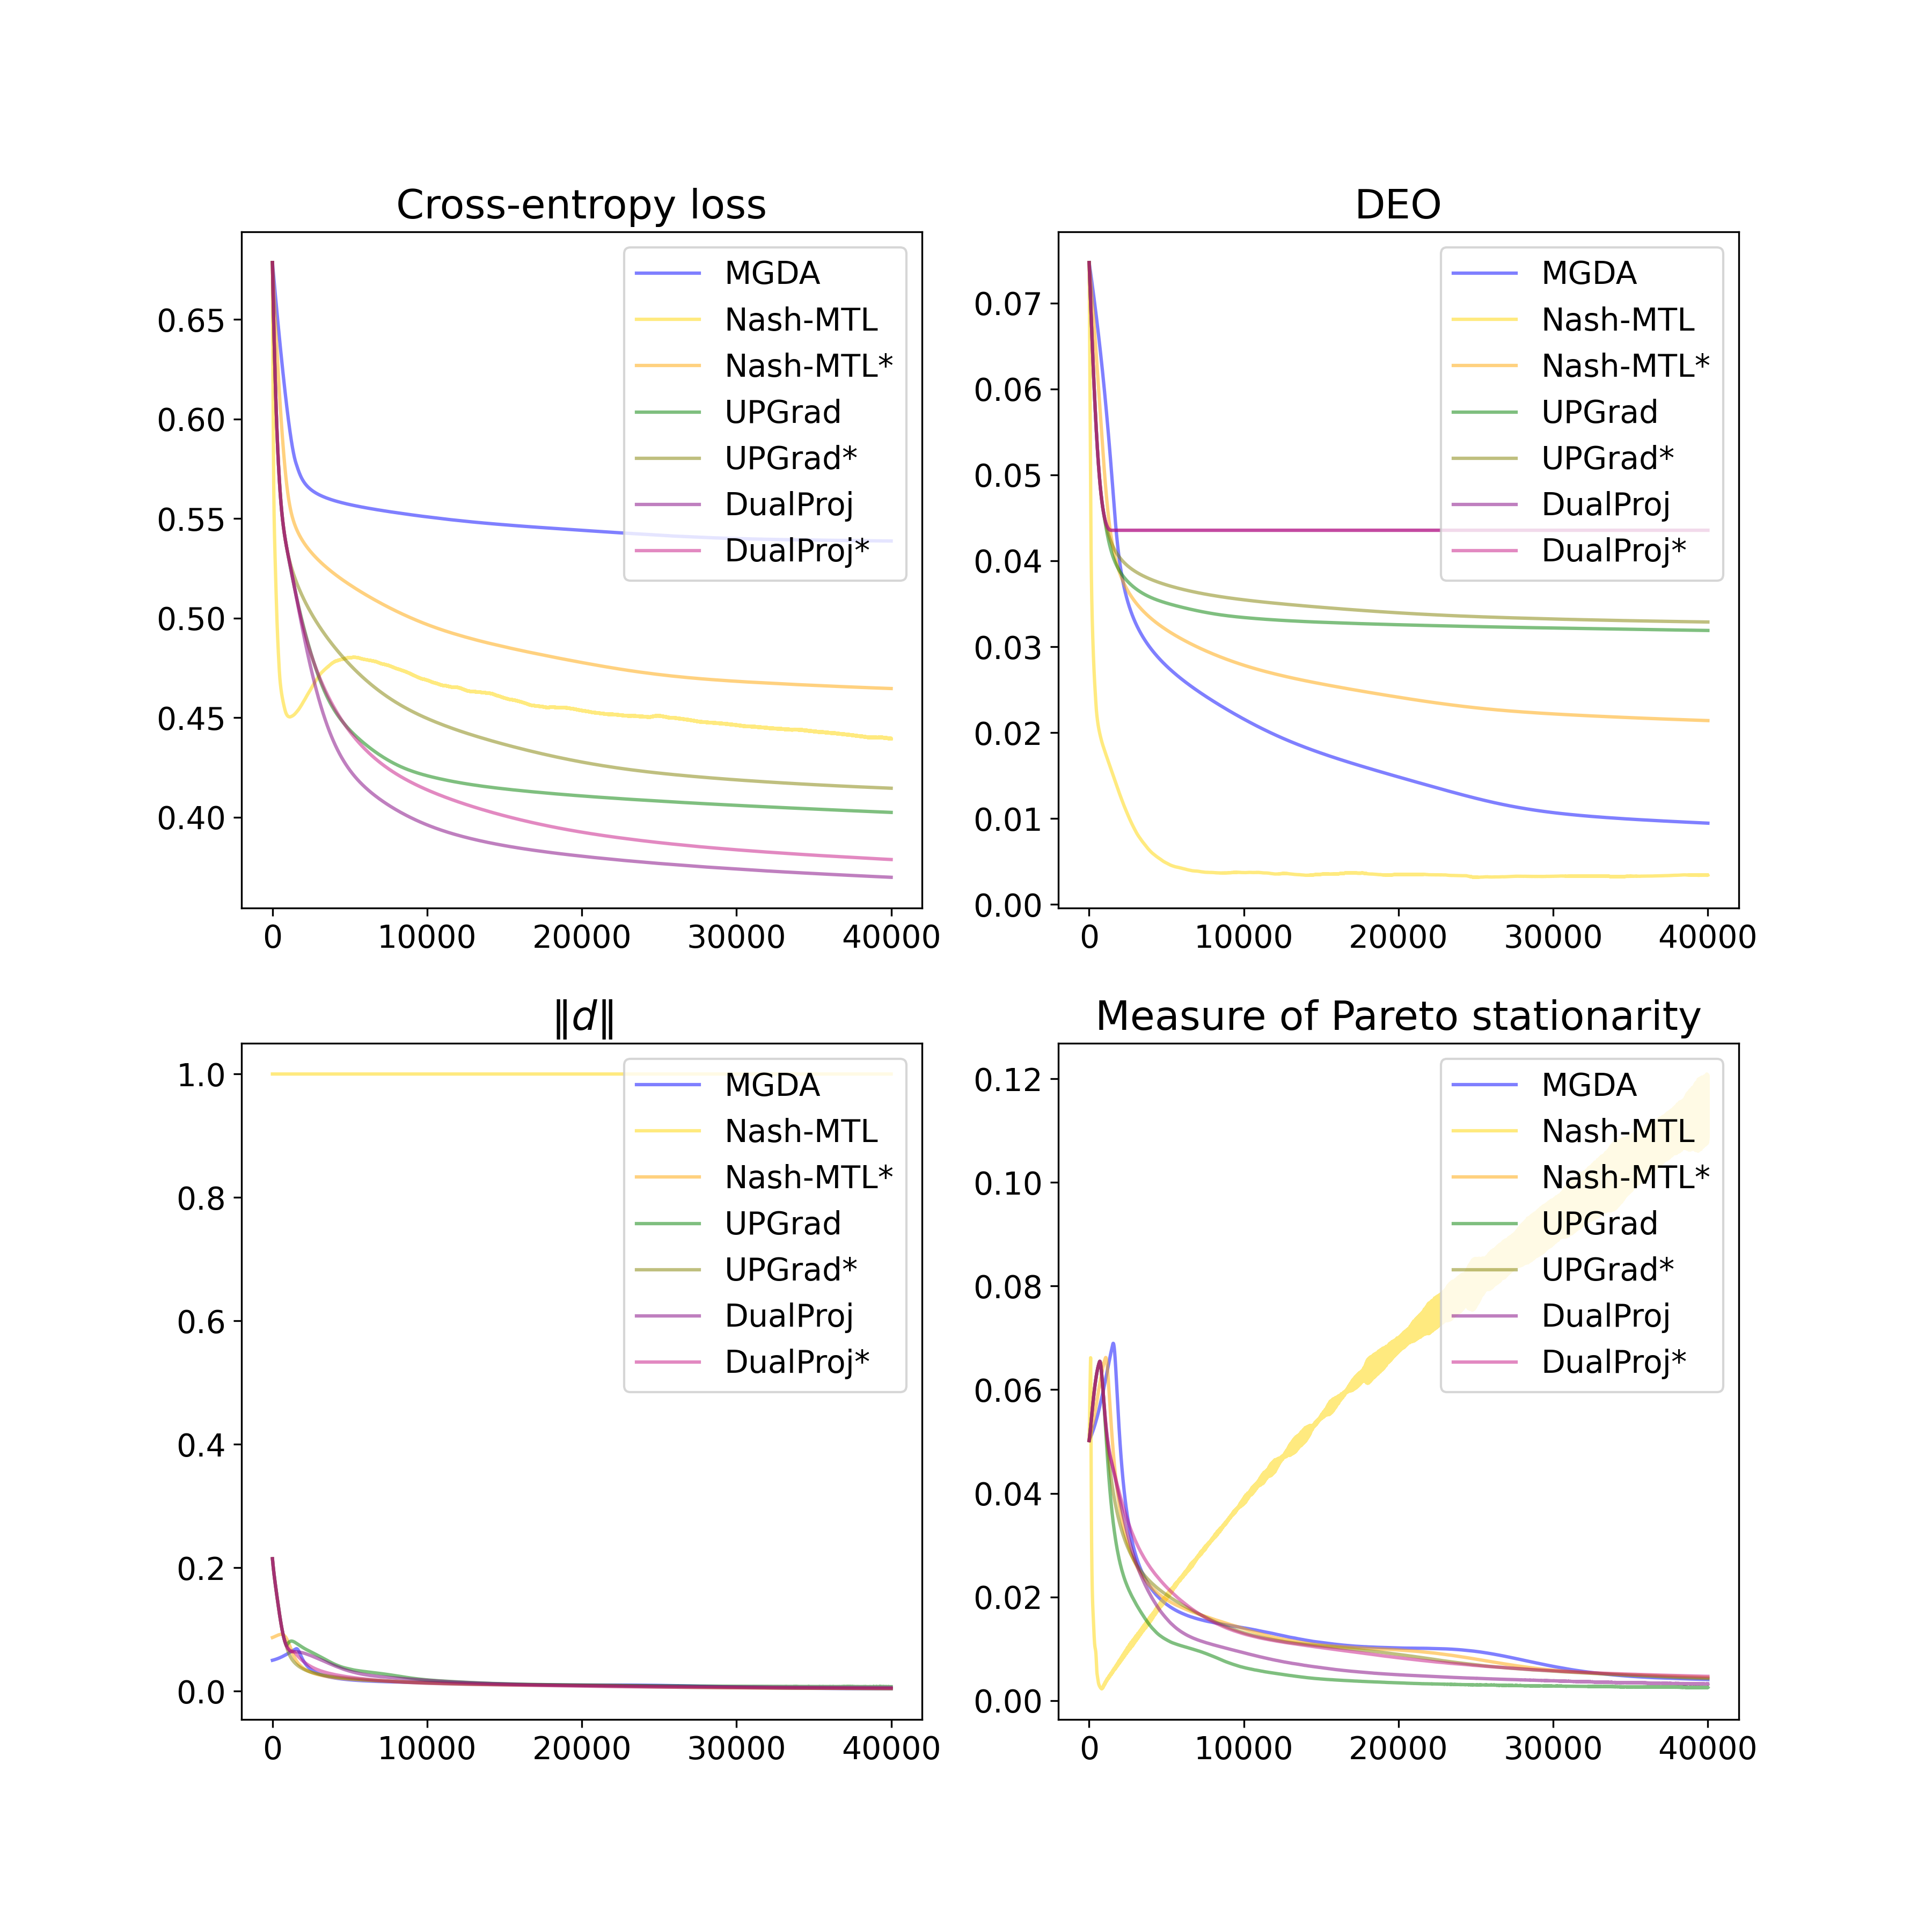 Cross-entropy loss
0.65
0.60
0.55
0.50
0.45
0.40
0
10000
20000
30000
40000
MGDA
Nash-MTL
Nash-MTL*
UPGrad
UPGrad*
DualProj
DualProj*
DEO
0.07
0.06
0.05
0.04
0.03
0.02
0.01
0.00
0
10000
20000
30000
40000
MGDA
Nash-MTL
Nash-MTL*
UPGrad
UPGrad*
DualProj
DualProj*
‖d‖
1.0
0.8
0.6
0.4
0.2
0.0
0
10000
20000
30000
40000
MGDA
Nash-MTL
Nash-MTL*
UPGrad
UPGrad*
DualProj
DualProj*
Measure of Pareto stationarity
0.12
0.10
0.08
0.06
0.04
0.02
0.00
0
10000
20000
30000
40000
MGDA
Nash-MTL
Nash-MTL*
UPGrad
UPGrad*
DualProj
DualProj*